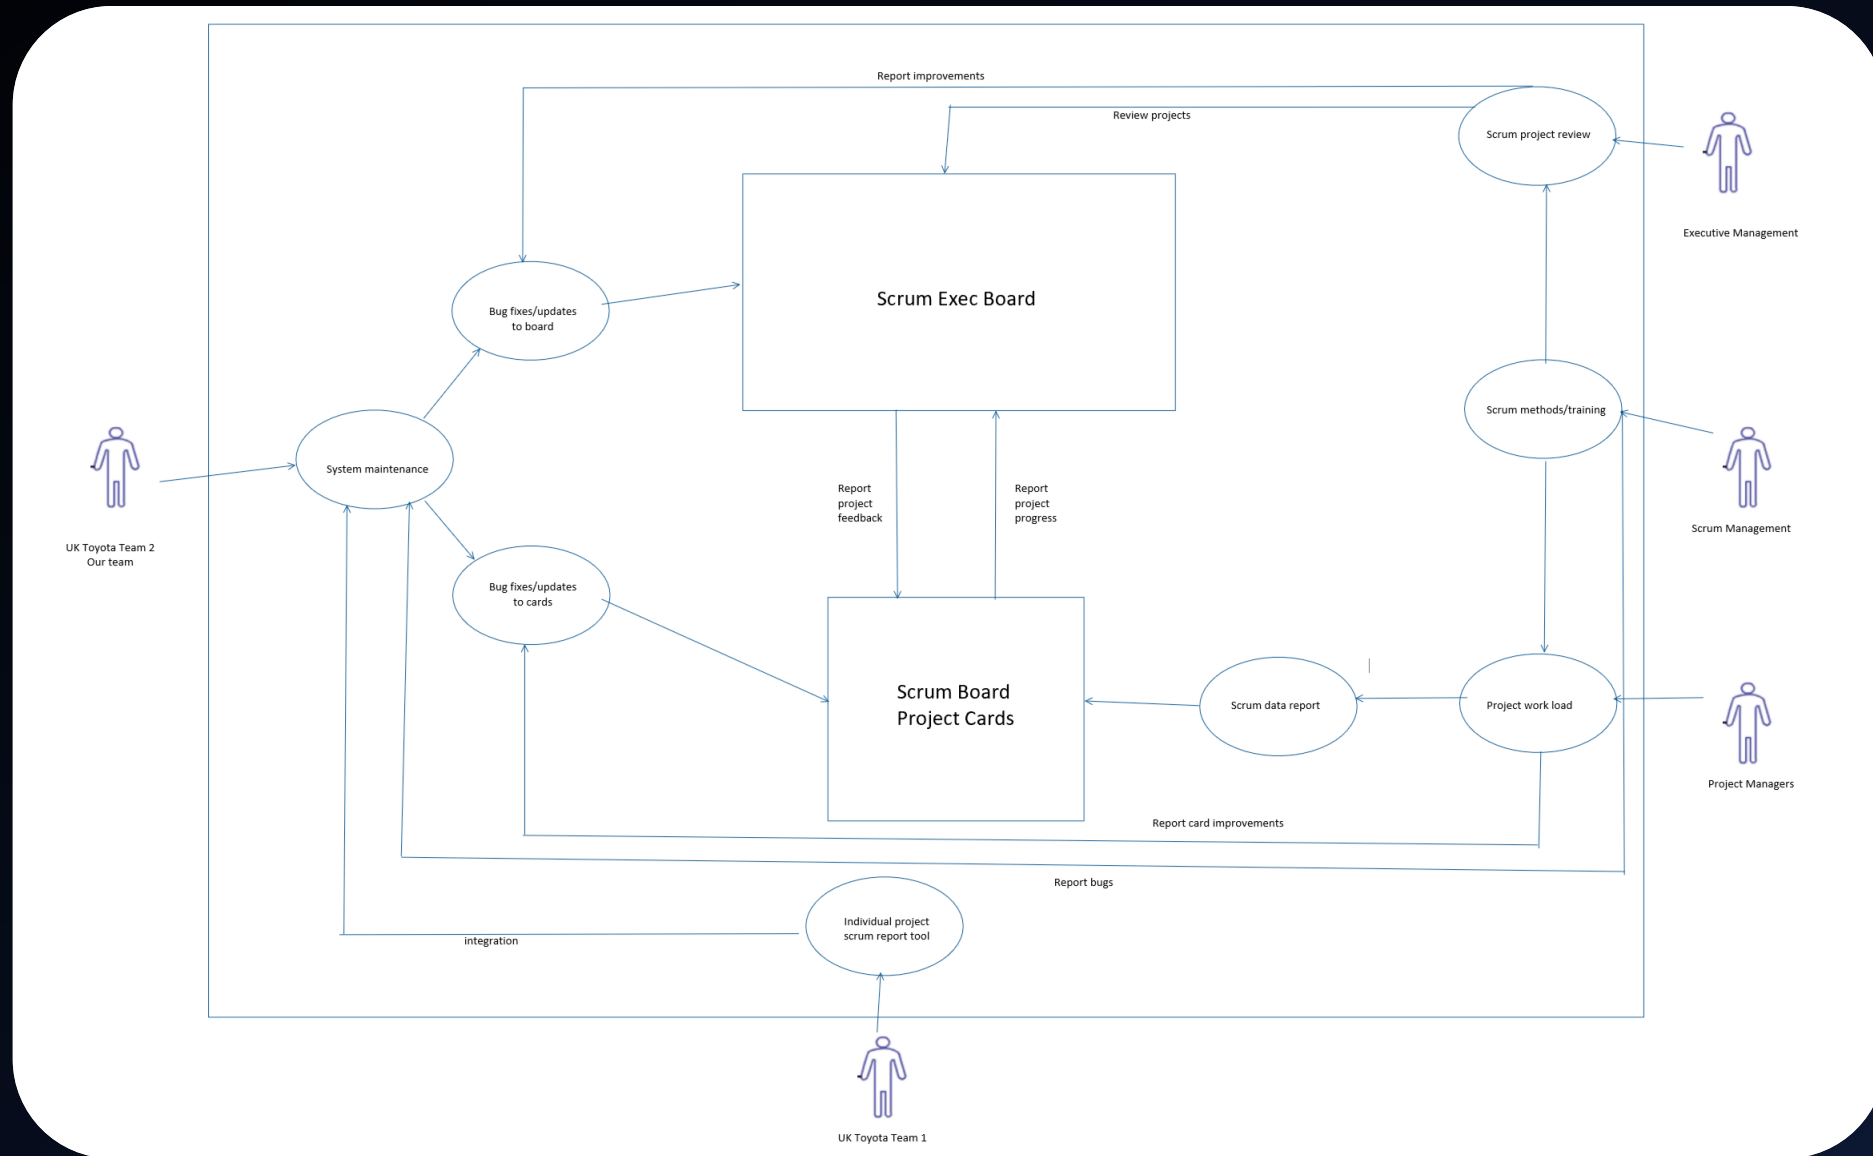 Report improvements
Review projects
Scrum project review
Executive Management
Bug fixes/updates
to board
Scrum Exec Board
Scrum methods/training
System maintenance
Report
project
feedback
Report
project
progress
Scrum Management
UK Toyota Team 2
Our team
Bug fixes/updates
to cards
Scrum Board
Project Cards
Scrum data report
Project work load
Project Managers
Report card improvements
Report bugs
Individual project
scrum report tool
integration
UK Toyota Team 1